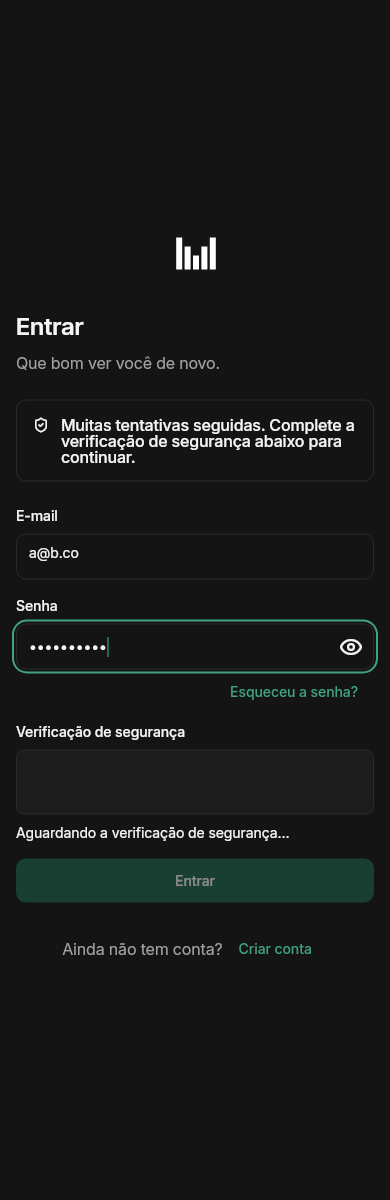 Entrar
Que bom ver você de novo.
Muitas tentativas seguidas. Complete a
verificação de segurança abaixo para
continuar.
E-mail
a@b.co
Senha
••••••••••
Esqueceu a senha?
Verificação de segurança
Aguardando a verificação de segurança...
Entrar
Ainda não tem conta? Criar conta